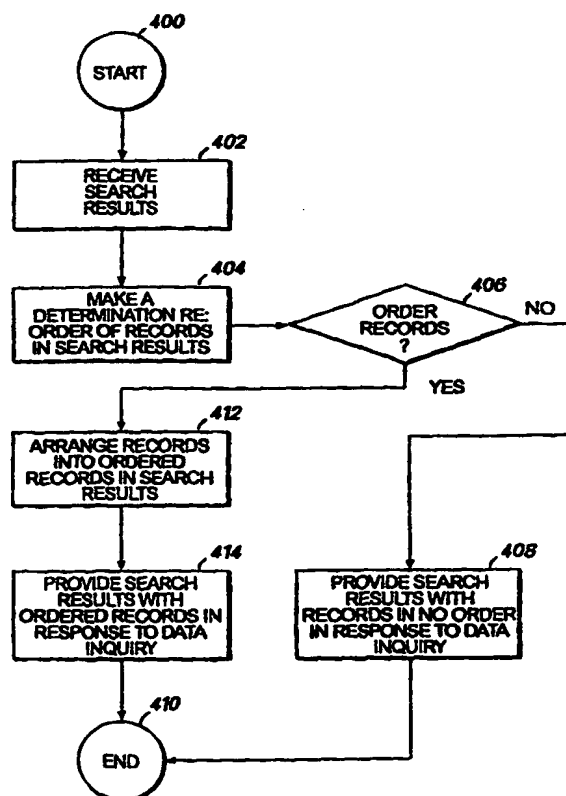 400
START
402
RECEIVE
SEARCH
RESULTS
404
MAKE A
DETERMINATION RE:
ORDER OF RECORDS
IN SEARCH RESULTS
406
ORDER
RECORDS
?
NO
YES
412
ARRANGE RECORDS
INTO ORDERED
RECORDS IN SEARCH
RESULTS
414
PROVIDE SEARCH
RESULTS WITH
ORDERED RECORDS IN
RESPONSE TO DATA
INQUIRY
408
PROVIDE SEARCH
RESULTS WITH
RECORDS IN NO ORDER
IN RESPONSE TO DATA
INQUIRY
410
END